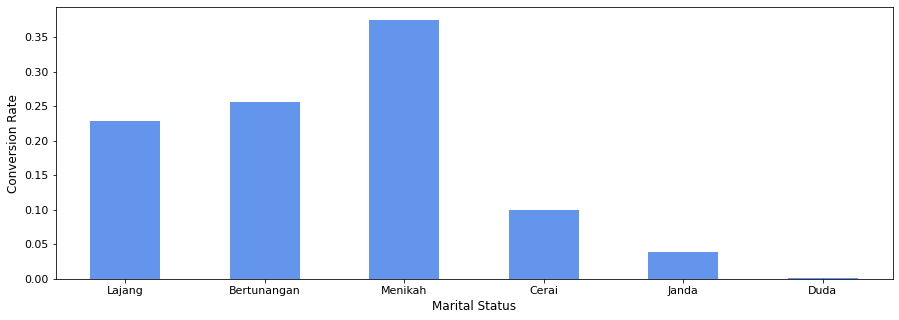 Conversion Rate
0.35
0.30
0.25
0.20
0.15
0.10
0.05
0.00
Lajang Bertunangan Menikah Cerai Janda Duda
Marital Status